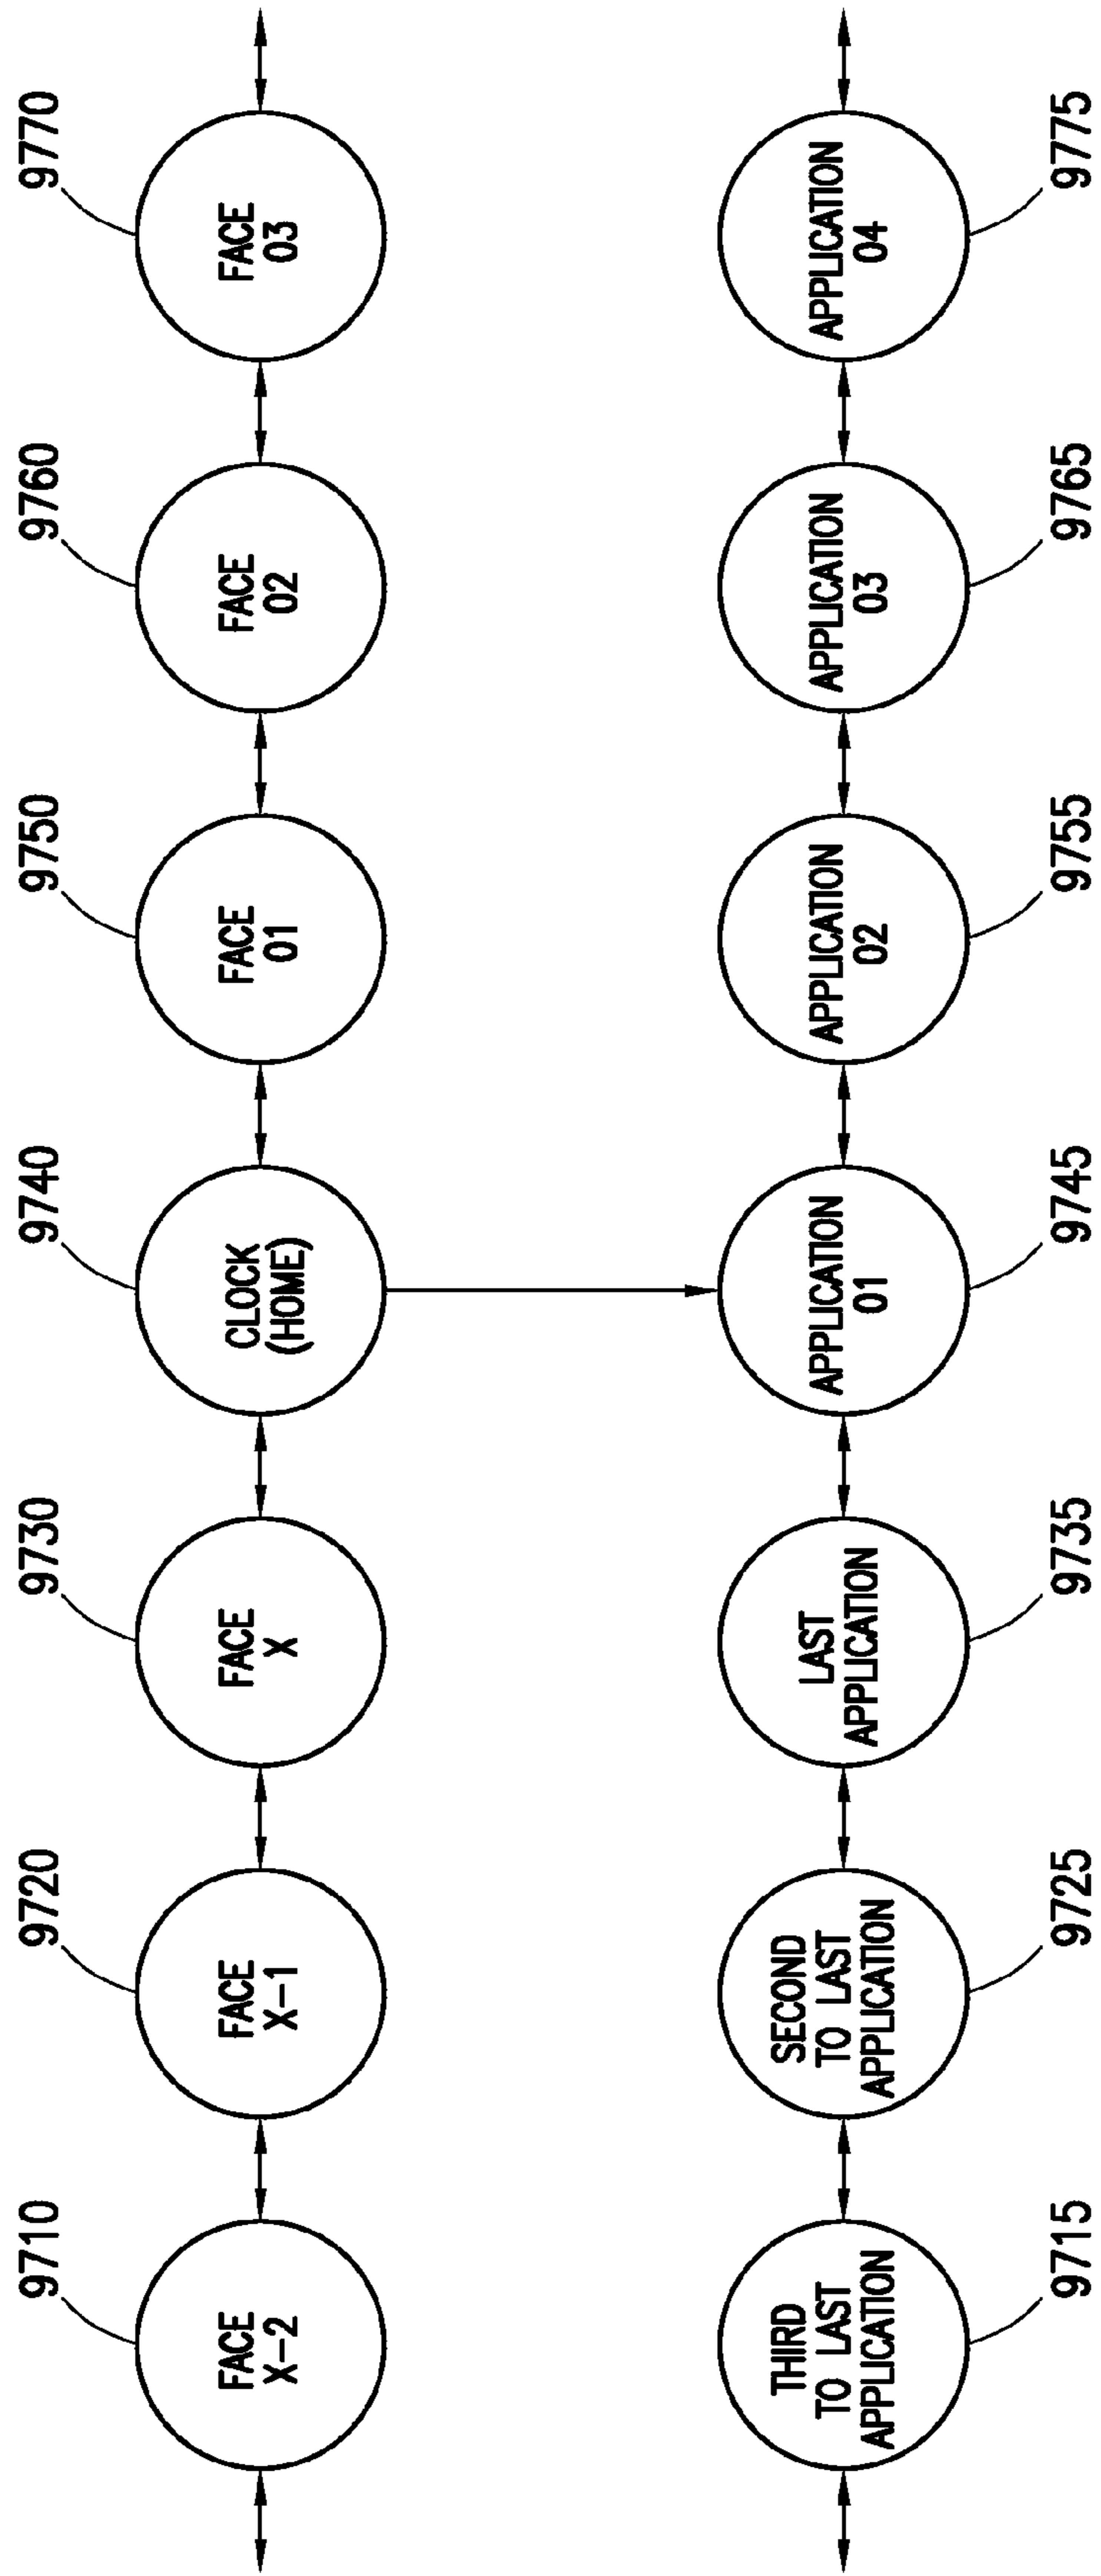 9710
9720
9730
9740
9750
9760
9770
FACE
X-2
FACE
X-1
FACE
X
CLOCK
(HOME)
FACE
01
FACE
02
FACE
03
THIRD
TO LAST
APPLICATION
SECOND
TO LAST
APPLICATION
LAST
APPLICATION
APPLICATION
01
APPLICATION
02
APPLICATION
03
APPLICATION
04
9715
9725
9735
9745
9755
9765
9775